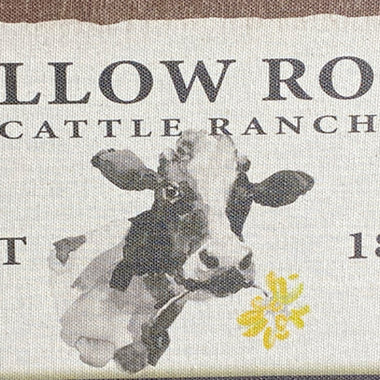 LLOW RO
CATTLE RANCH
T 18